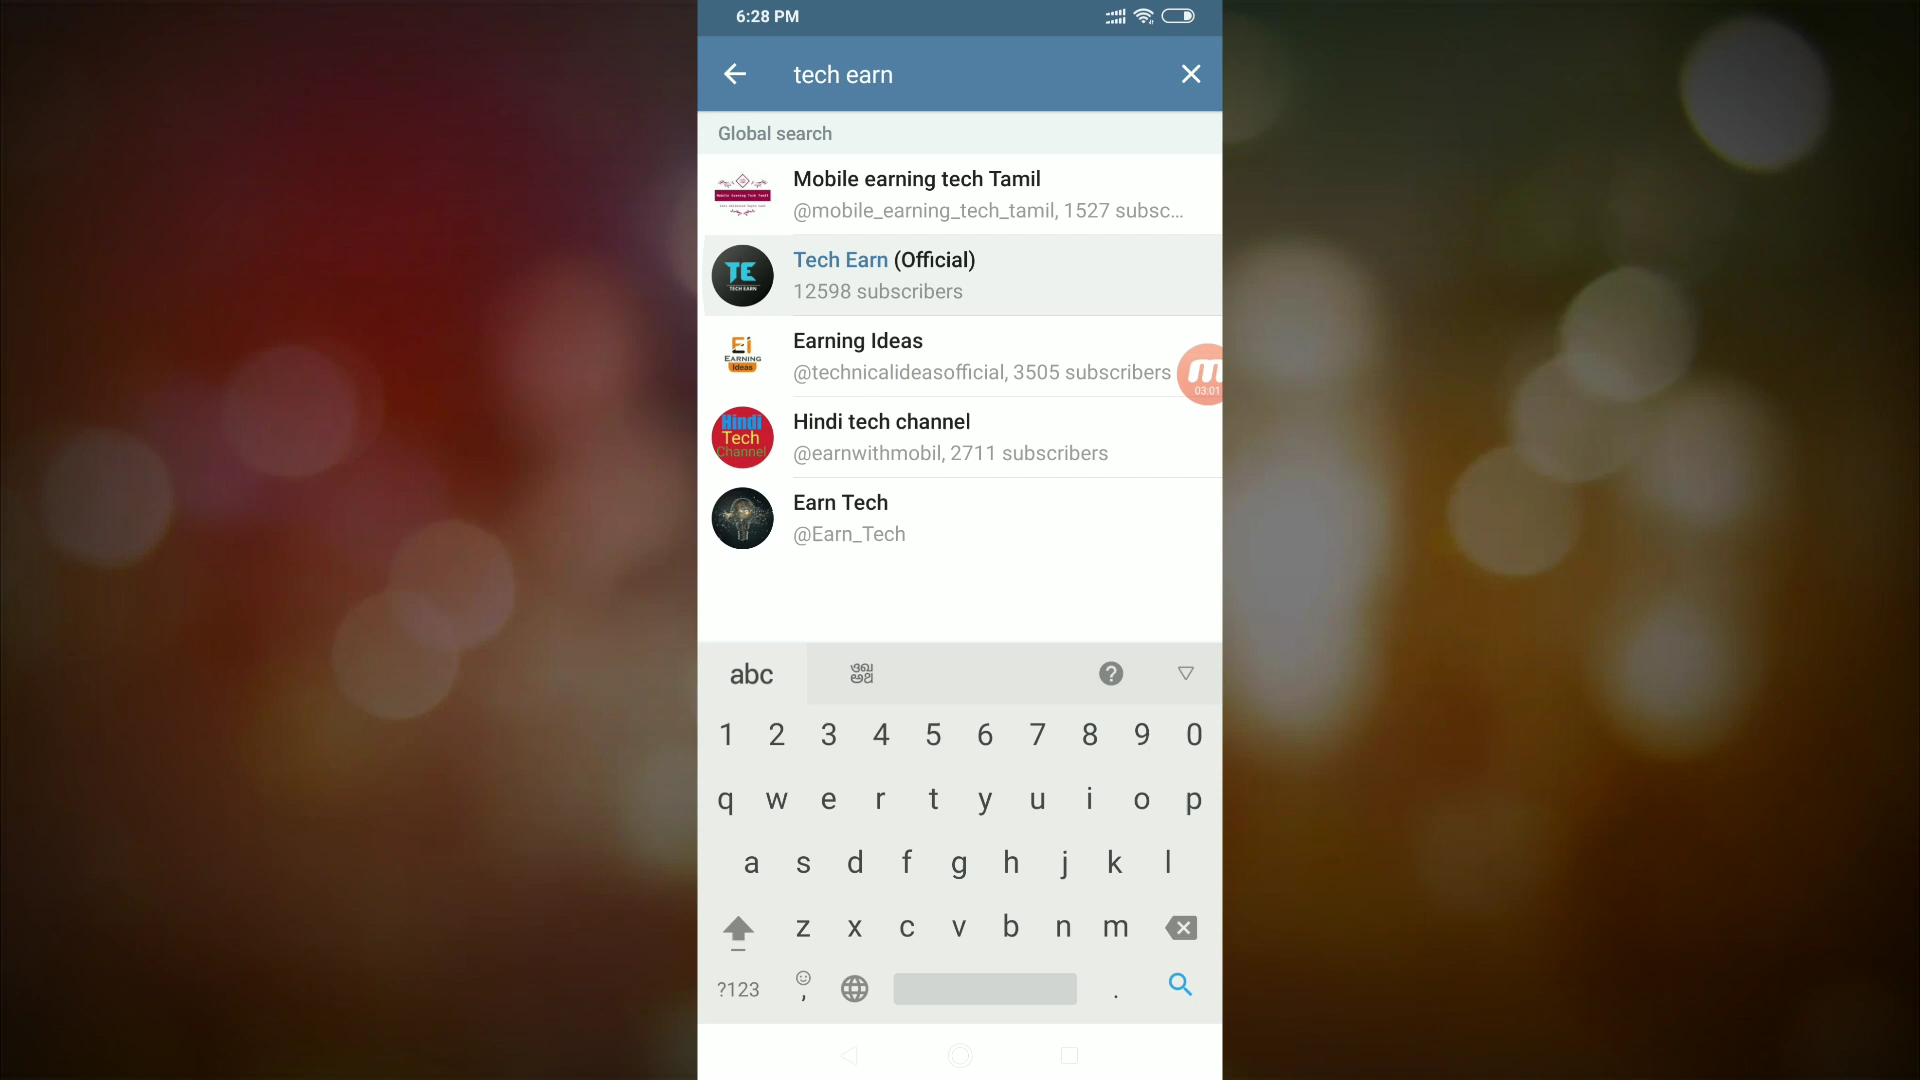 6:28 PM
tech earn
Global search
Mobile earning tech Tamil
@mobile_earning_tech_tamil, 1527 subsc...
TE
TECH EARN
Tech Earn (Official)
12598 subscribers
Ei
EARNING
Ideas
Earning Ideas
@technicalideasofficial, 3505 subscribers
m
03:01
Hindi
Tech
Channel
Hindi tech channel
@earnwithmobil, 2711 subscribers
Earn Tech
@Earn_Tech
abc
1 2 3 4 5 6 7 8 9 0
q w e r t y u i o p
a s d f g h j k l
z x c v b n m
?123 , .